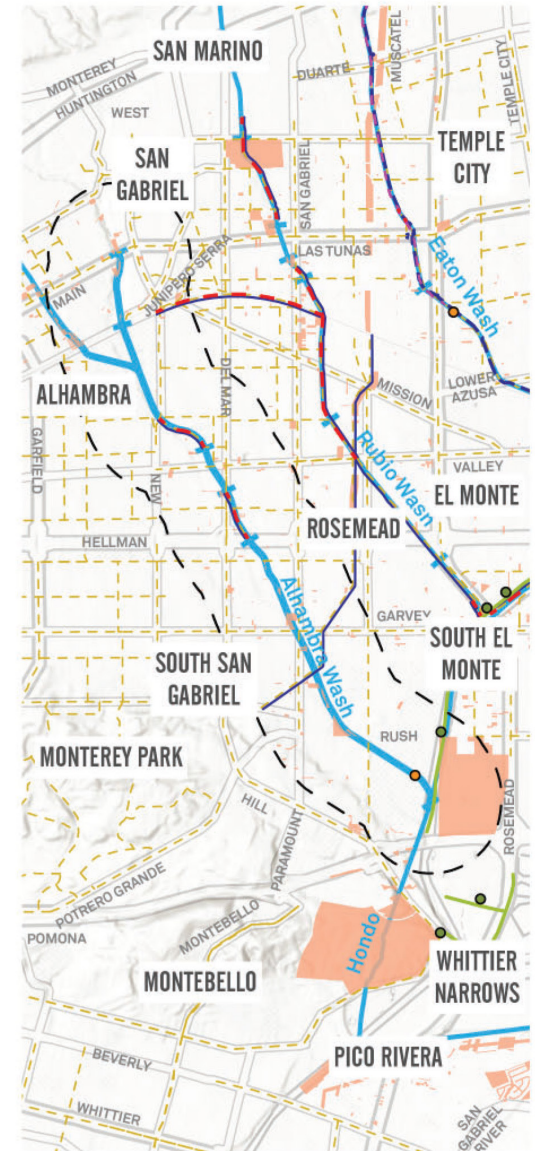 SAN MARINO
MONTEREY
HUNTINGTON
DUARTE
MUSCATEL
TEMPLE CITY
WEST
SAN
GABRIEL
SAN GABRIEL
TEMPLE
CITY
LAS TUNAS
JUNIPERO SERRA
MAIN
Eaton Wash
ALHAMBRA
DEL MAR
MISSION
LOWER
AZUSA
GARFIELD
NEW
Rubio Wash
VALLEY
EL MONTE
ROSEMEAD
HELLMAN
Alhambra Wash
GARVEY
SOUTH SAN
GABRIEL
SOUTH EL
MONTE
RUSH
MONTEREY PARK
HILL
PARAMOUNT
ROSEMEAD
POTRERO GRANDE
MONTEBELLO
POMONA
Hondo
MONTEBELLO
WHITTIER
NARROWS
PICO RIVERA
BEVERLY
WHITTIER
SAN
GABRIEL
RIVER